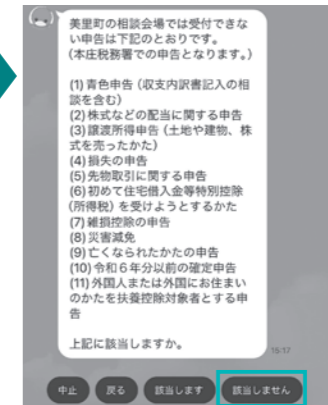 美里町の相談会場では受付できな
い申告は下記のとおりです。
(本庄税務署での申告となります。)
(1) 青色申告 (収支内訳書記入の相
談を含む)
(2) 株式などの配当に関する申告
(3) 譲渡所得申告 (土地や建物、株
式を売ったかた)
(4) 損失の申告
(5) 先物取引に関する申告
(6) 初めて住宅借入金等特別控除
(所得税) を受けようとするかた
(7) 雑損控除の申告
(8) 災害減免
(9) 亡くなられたかたの申告
(10) 令和６年分以前の確定申告
(11) 外国人または外国にお住まい
のかたを扶養控除対象者とする申
告
上記に該当しますか。
15:17
中止 戻る 該当します 該当しません